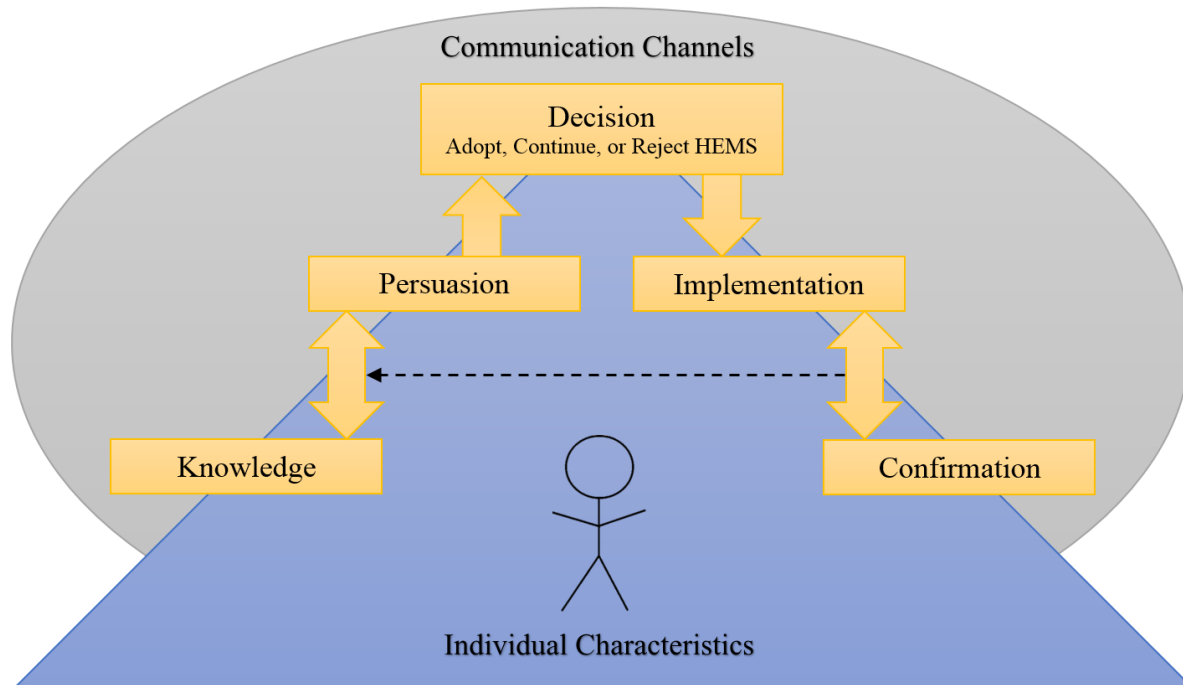 Communication Channels
Decision
Adopt, Continue, or Reject HEMS
Persuasion
Implementation
Knowledge
Confirmation
Individual Characteristics